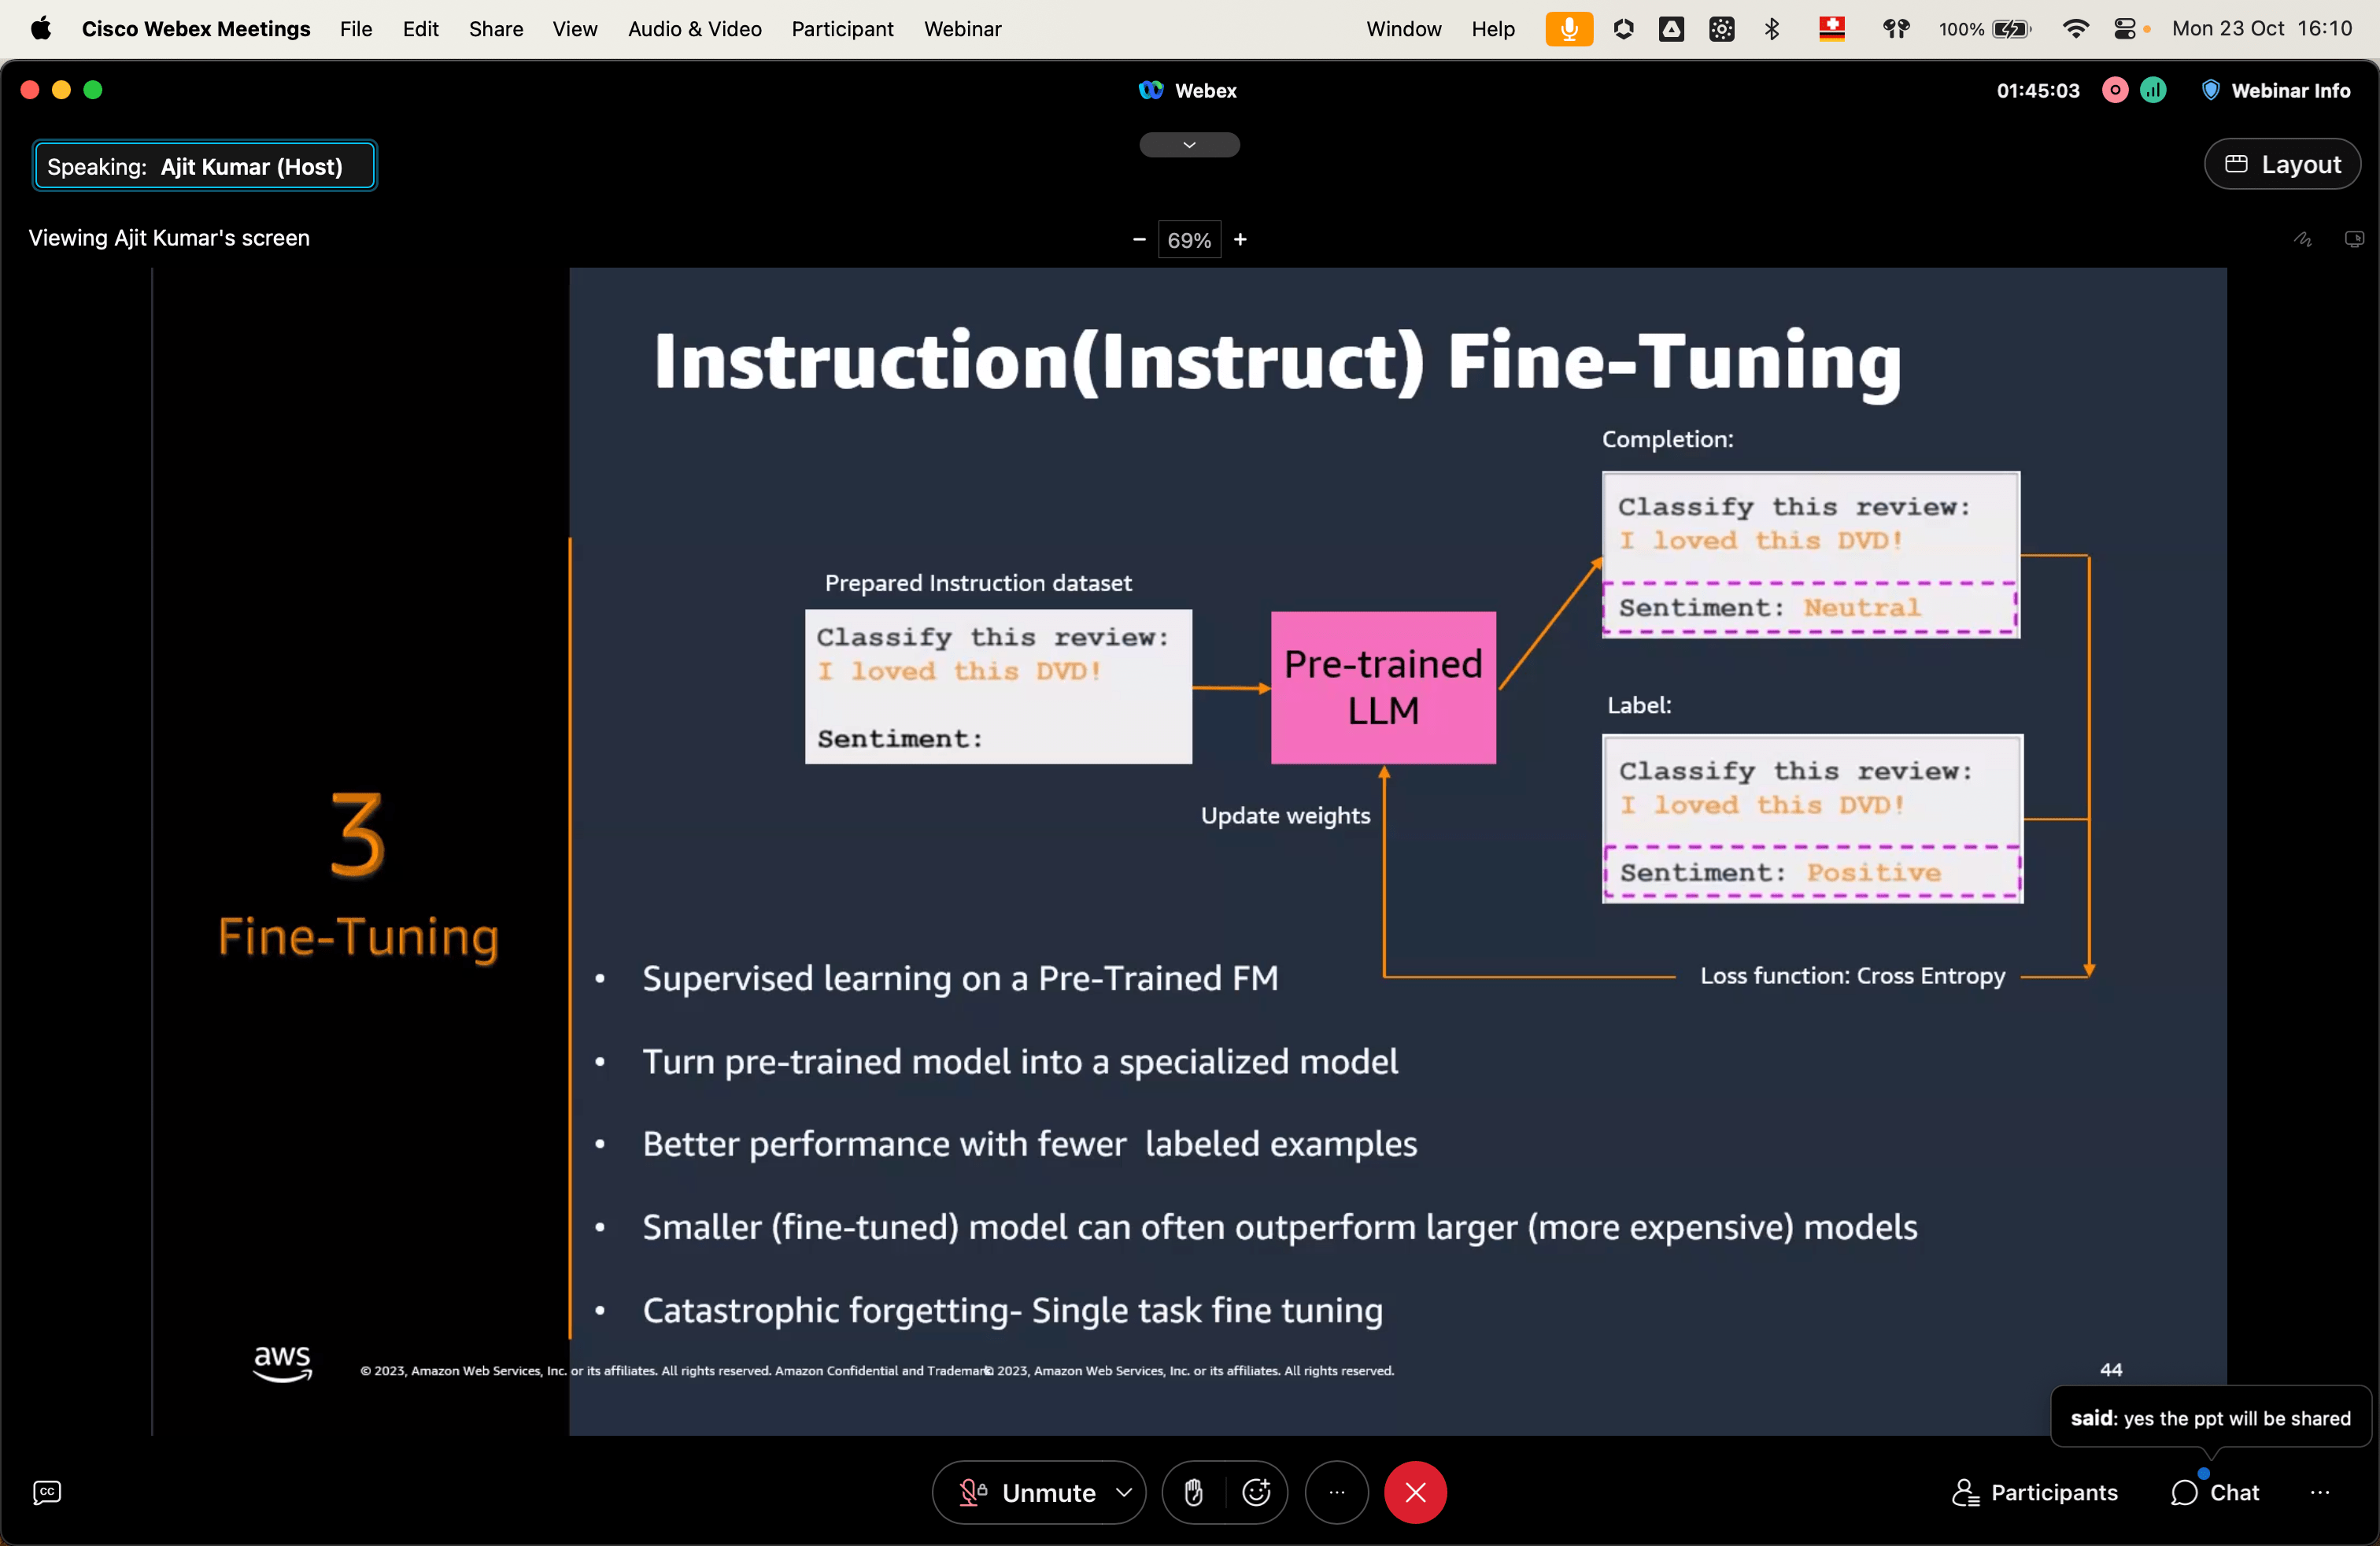 Cisco Webex Meetings File Edit Share View Audio & Video Participant Webinar Window Help 100% Mon 23 Oct 16:10
Webex
01:45:03 Webinar Info
Speaking: Ajit Kumar (Host)
Layout
Viewing Ajit Kumar's screen
69%
Instruction(Instruct) Fine-Tuning
Completion:
Classify this review:
I loved this DVD!
Sentiment: Neutral
Prepared Instruction dataset
Classify this review:
I loved this DVD!
Sentiment:
Pre-trained
LLM
Label:
Classify this review:
I loved this DVD!
Sentiment: Positive
Update weights
Loss function: Cross Entropy
3
Fine-Tuning
• Supervised learning on a Pre-Trained FM
• Turn pre-trained model into a specialized model
• Better performance with fewer labeled examples
• Smaller (fine-tuned) model can often outperform larger (more expensive) models
• Catastrophic forgetting- Single task fine tuning
aws
© 2023, Amazon Web Services, Inc. or its affiliates. All rights reserved. Amazon Confidential and Trademark
© 2023, Amazon Web Services, Inc. or its affiliates. All rights reserved.
44
said: yes the ppt will be shared
CC
Unmute
Participants
Chat